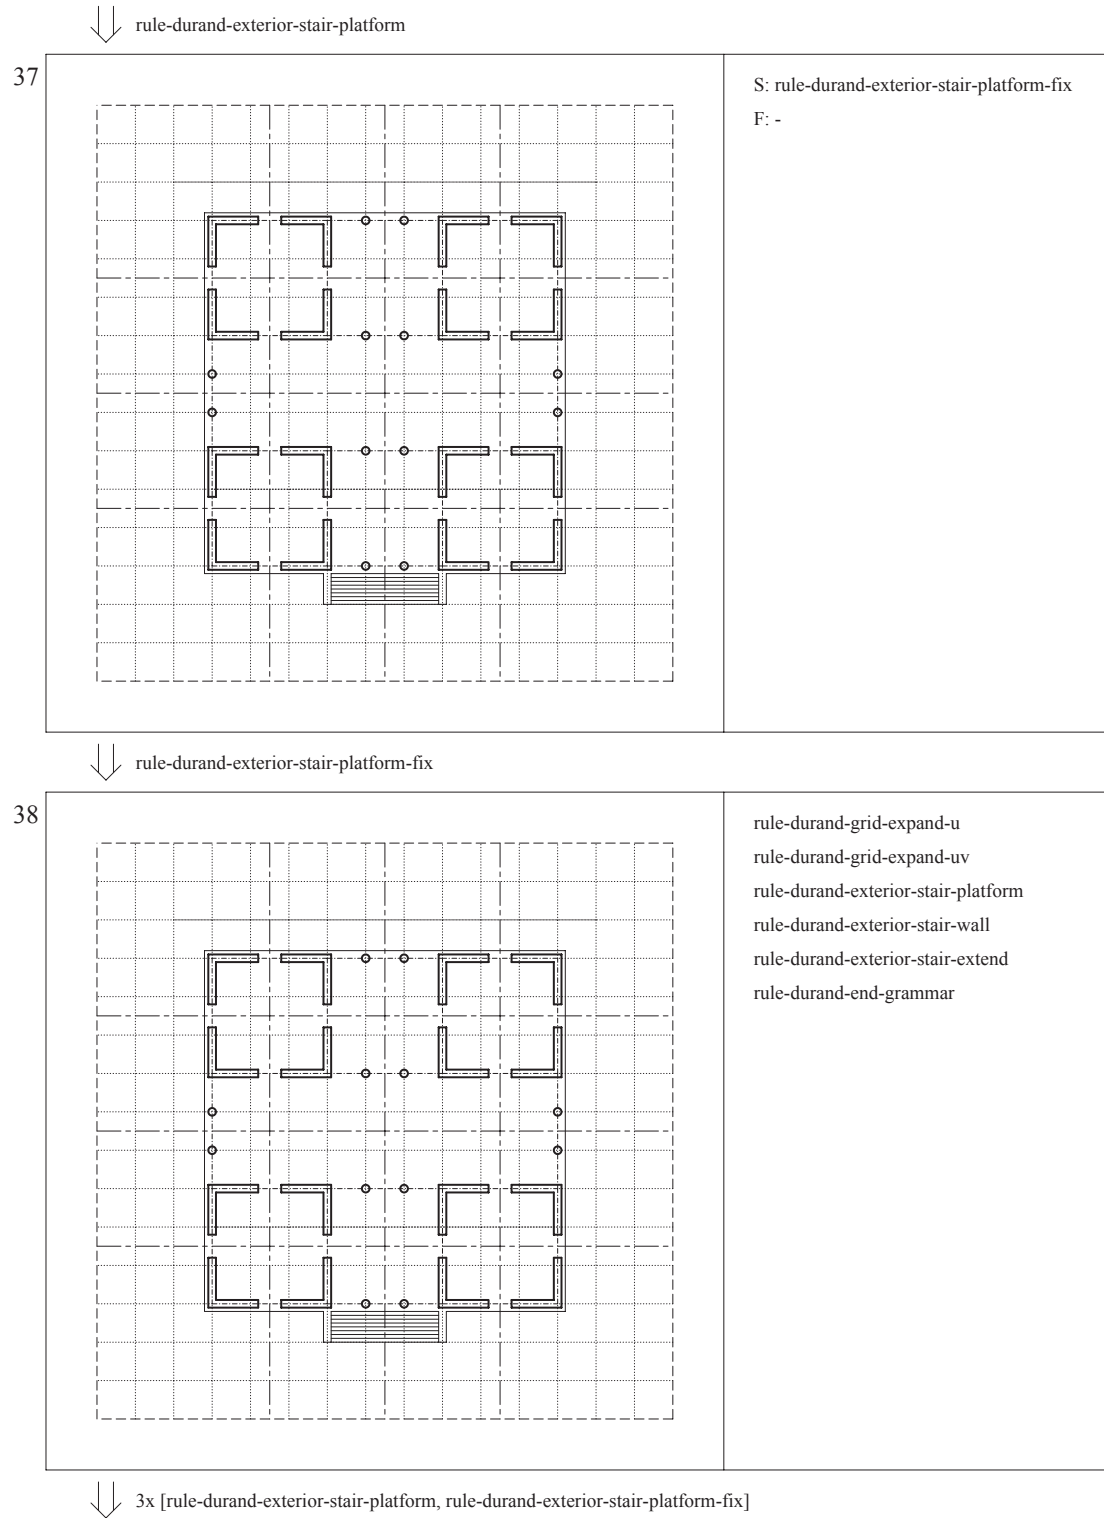 rule-durand-exterior-stair-platform
37
S: rule-durand-exterior-stair-platform-fix
F: -
rule-durand-exterior-stair-platform-fix
38
rule-durand-grid-expand-u
rule-durand-grid-expand-uv
rule-durand-exterior-stair-platform
rule-durand-exterior-stair-wall
rule-durand-exterior-stair-extend
rule-durand-end-grammar
3x [rule-durand-exterior-stair-platform, rule-durand-exterior-stair-platform-fix]